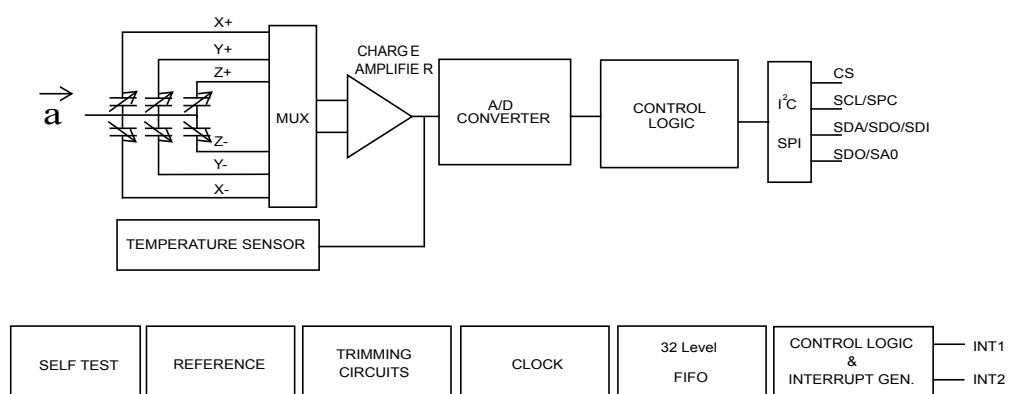 X+
Y+
Z+
a
Z-
Y-
X-
MUX
CHARGE
AMPLIFIER
A/D
CONVERTER
CONTROL
LOGIC
I²C
SPI
CS
SCL/SPC
SDA/SDO/SDI
SDO/SA0
TEMPERATURE SENSOR
SELF TEST
REFERENCE
TRIMMING
CIRCUITS
CLOCK
32 Level
FIFO
CONTROL LOGIC
&
INTERRUPT GEN.
INT1
INT2